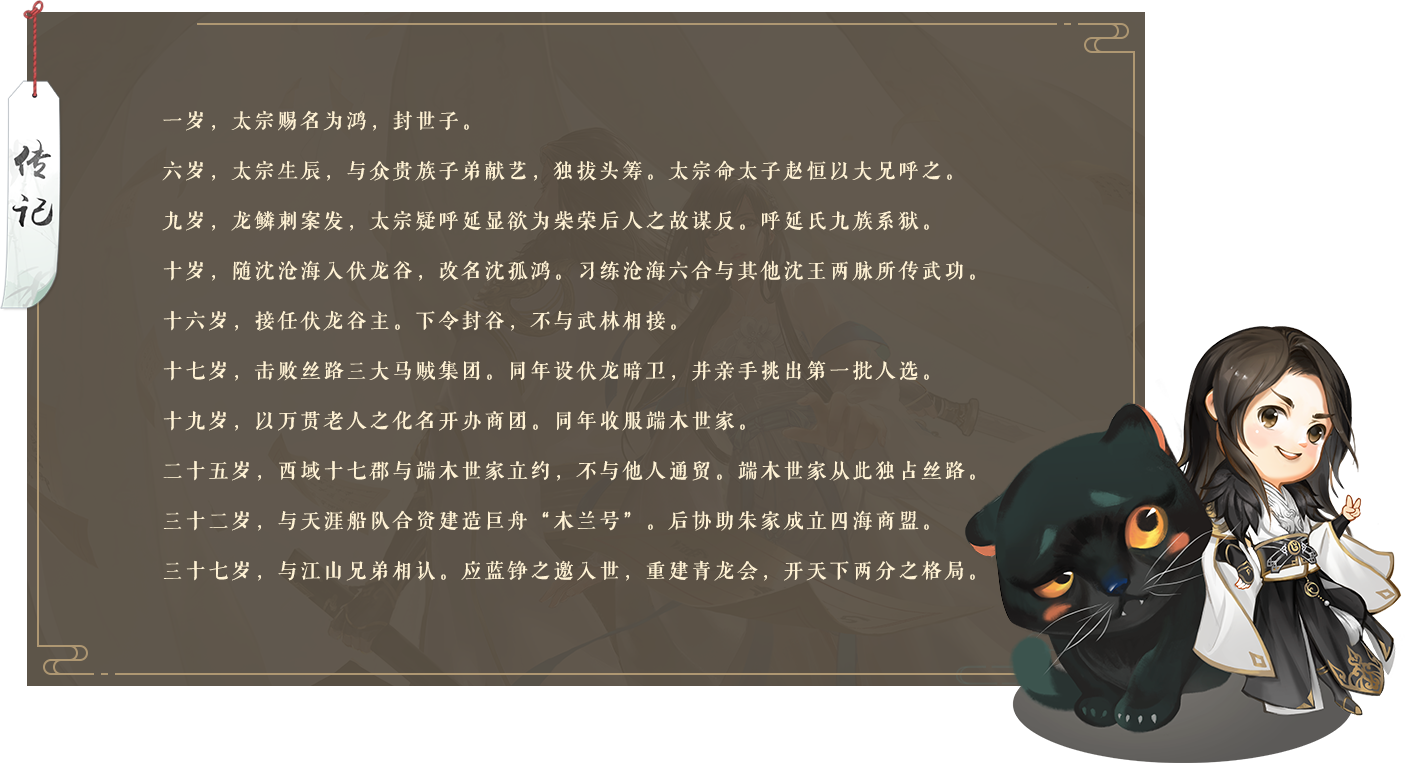 传记
一岁，太宗赐名为鸿，封世子。
六岁，太宗生辰，与众贵族子弟献艺，独拔头筹。太宗命太子赵恒以大兄呼之。
九岁，龙鳞刺案发，太宗疑呼延显欲为柴荣后人之故谋反。呼延氏九族系狱。
十岁，随沈沧海入伏龙谷，改名沈孤鸿。习练沧海六合与其他沈王两脉所传武功。
十六岁，接任伏龙谷主。下令封谷，不与武林相接。
十七岁，击败丝路三大马贼集团。同年设伏龙暗卫，并亲手挑出第一批人选。
十九岁，以万贯老人之化名开办商团。同年收服端木世家。
二十五岁，西域十七郡与端木世家立约，不与他人通贸。端木世家从此独占丝路。
三十二岁，与天涯船队合资建造巨舟“木兰号”。后协助朱家成立四海商盟。
三十七岁，与江山兄弟相认。应蓝铮之邀入世，重建青龙会，开天下两分之格局。